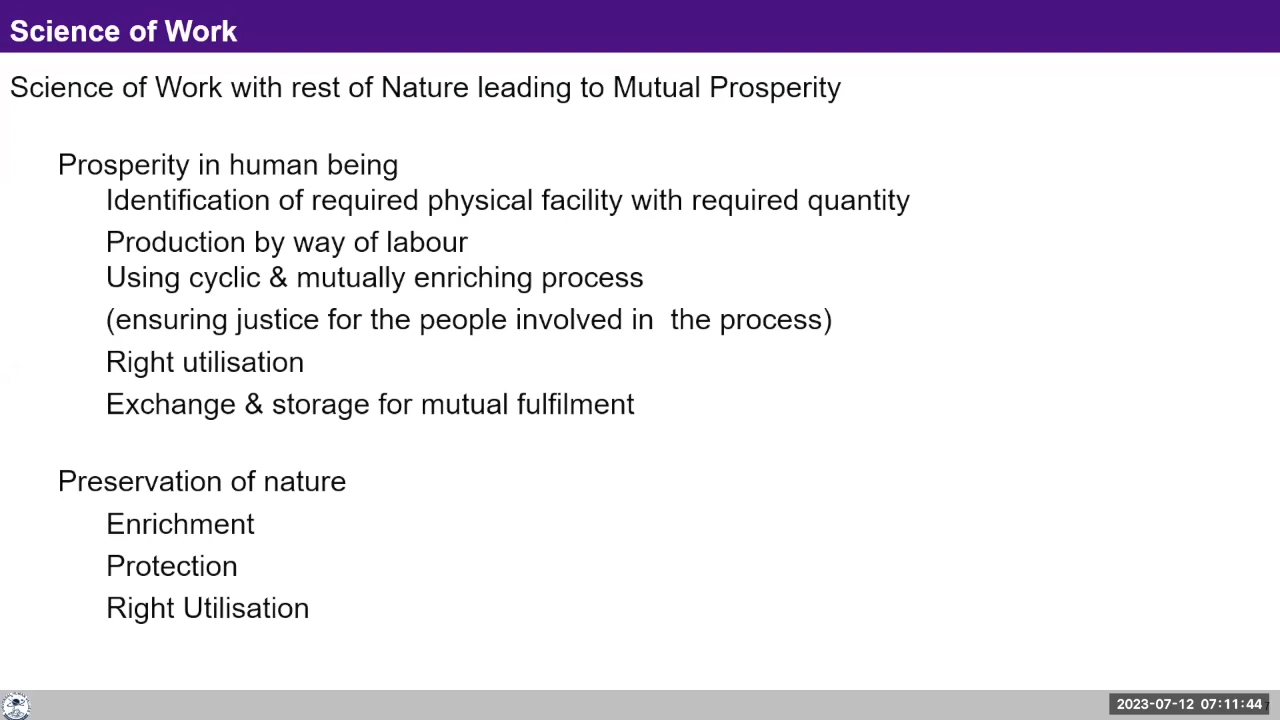 Science of Work
Science of Work with rest of Nature leading to Mutual Prosperity
Prosperity in human being
Identification of required physical facility with required quantity
Production by way of labour
Using cyclic & mutually enriching process
(ensuring justice for the people involved in  the process)
Right utilisation
Exchange & storage for mutual fulfilment
Preservation of nature
Enrichment
Protection
Right Utilisation
2023-07-12 07:11:44